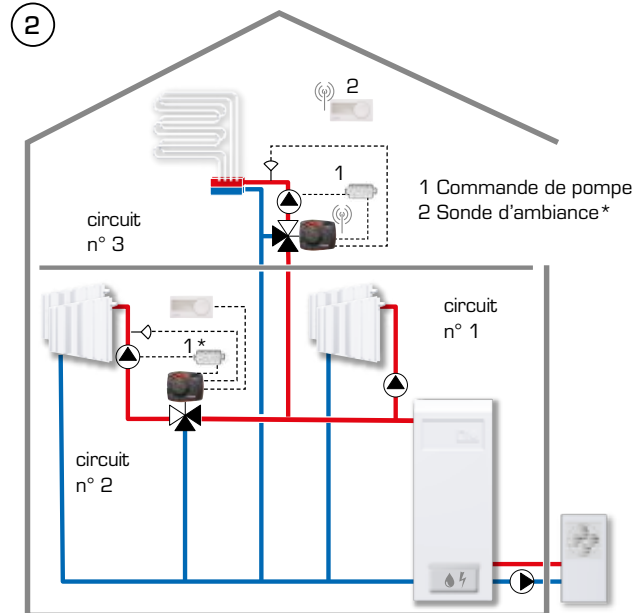 2
2
1
1 Commande de pompe
2 Sonde d'ambiance*
circuit
n° 3
circuit
n° 1
1*
circuit
n° 2